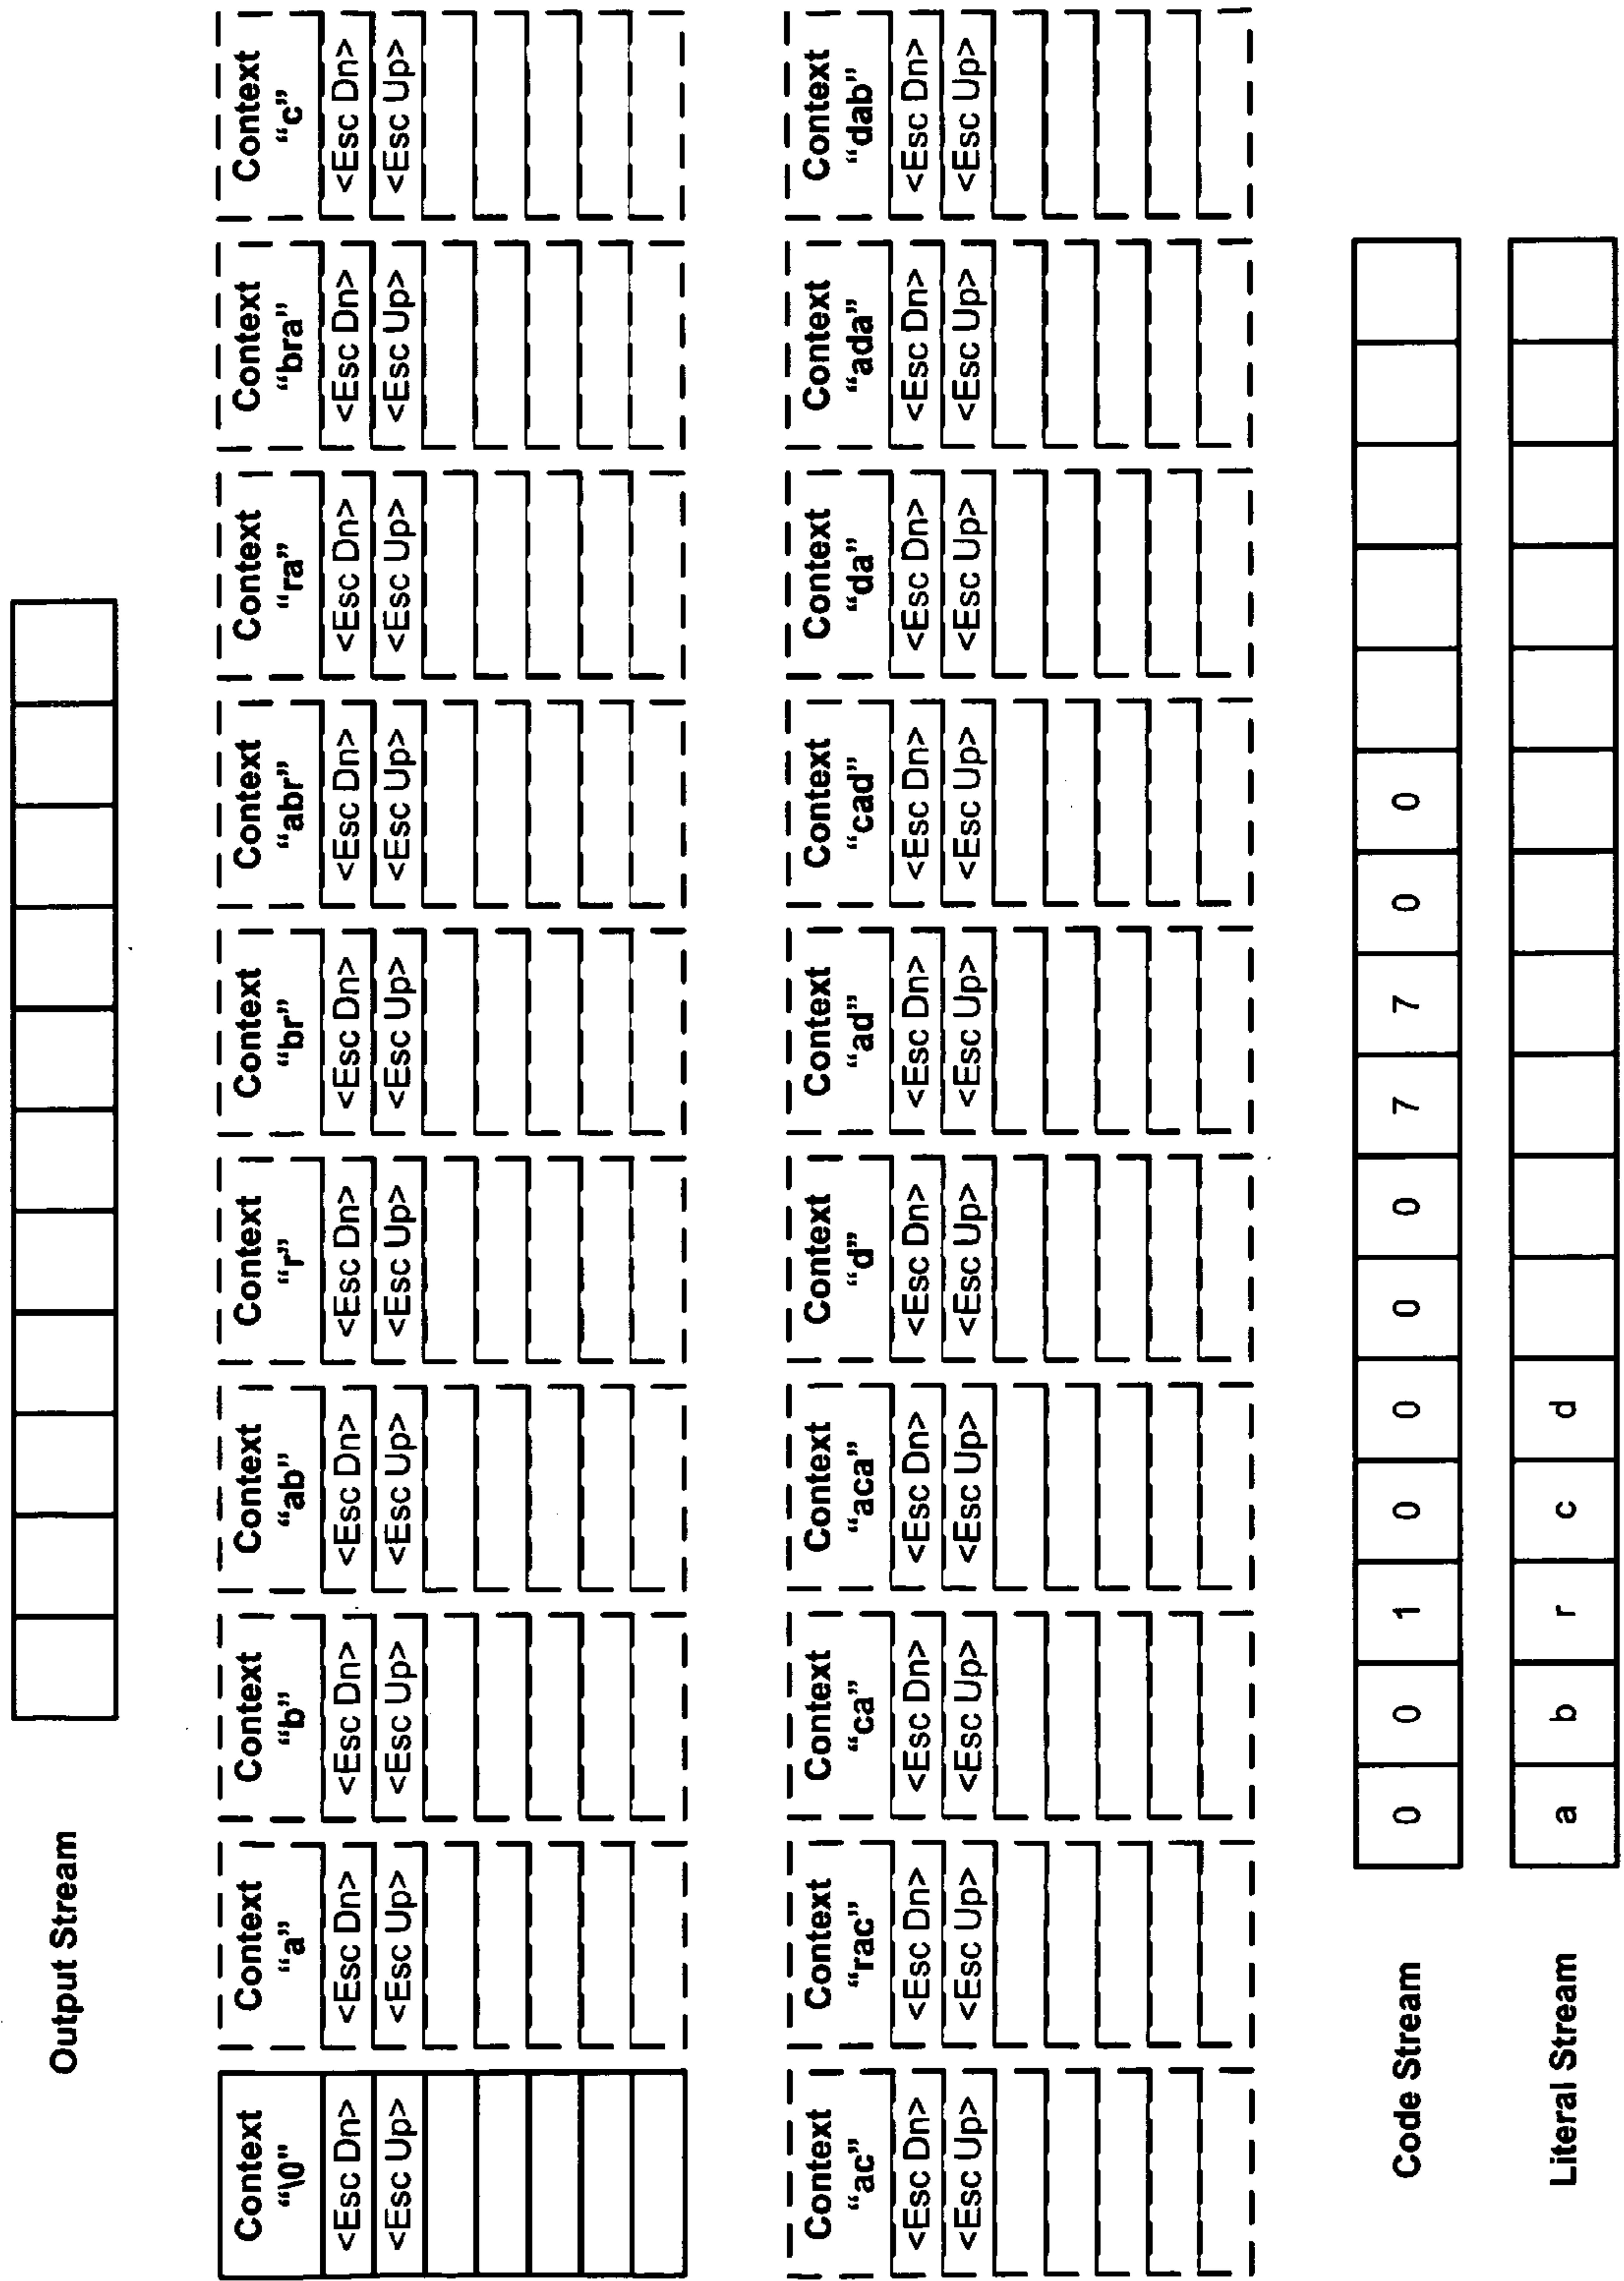 Output Stream
Context Context Context Context Context Context Context Context Context Context
“\0” “a” “b” “ab” “r” “br” “abr” “ra” “bra” “c”
<Esc Dn> <Esc Dn> <Esc Dn> <Esc Dn> <Esc Dn> <Esc Dn> <Esc Dn> <Esc Dn> <Esc Dn> <Esc Dn>
<Esc Up> <Esc Up> <Esc Up> <Esc Up> <Esc Up> <Esc Up> <Esc Up> <Esc Up> <Esc Up> <Esc Up>
Context Context Context Context Context Context Context Context Context Context
“ac” “rac” “ca” “aca” “d” “ad” “cad” “da” “ada” “dab”
<Esc Dn> <Esc Dn> <Esc Dn> <Esc Dn> <Esc Dn> <Esc Dn> <Esc Dn> <Esc Dn> <Esc Dn> <Esc Dn>
<Esc Up> <Esc Up> <Esc Up> <Esc Up> <Esc Up> <Esc Up> <Esc Up> <Esc Up> <Esc Up> <Esc Up>
Code Stream 0 0 1 0 0 0 0 7 7 0 0
Literal Stream a b r c d